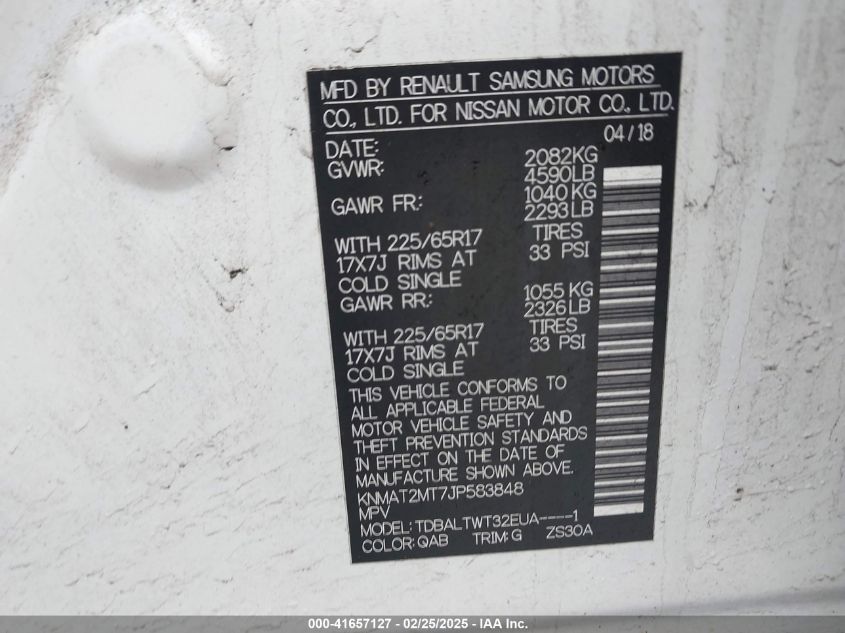 MFD BY RENAULT SAMSUNG MOTORS
CO., LTD. FOR NISSAN MOTOR CO., LTD.
04/18
DATE:
GVWR: 2082KG
4590LB
GAWR FR: 1040KG
2293LB
WITH 225/65R17 TIRES
17X7J RIMS AT 33 PSI
COLD SINGLE
GAWR RR: 1055 KG
2326LB
WITH 225/65R17 TIRES
17X7J RIMS AT 33 PSI
COLD SINGLE
THIS VEHICLE CONFORMS TO
ALL APPLICABLE FEDERAL
MOTOR VEHICLE SAFETY AND
THEFT PREVENTION STANDARDS
IN EFFECT ON THE DATE OF
MANUFACTURE SHOWN ABOVE.
KNMAT2MT7JP583848
MPV
MODEL: TDBALTWT32EUA----1
COLOR: QAB TRIM: G ZS30A
000-41657127 - 02/25/2025 - IAA Inc.